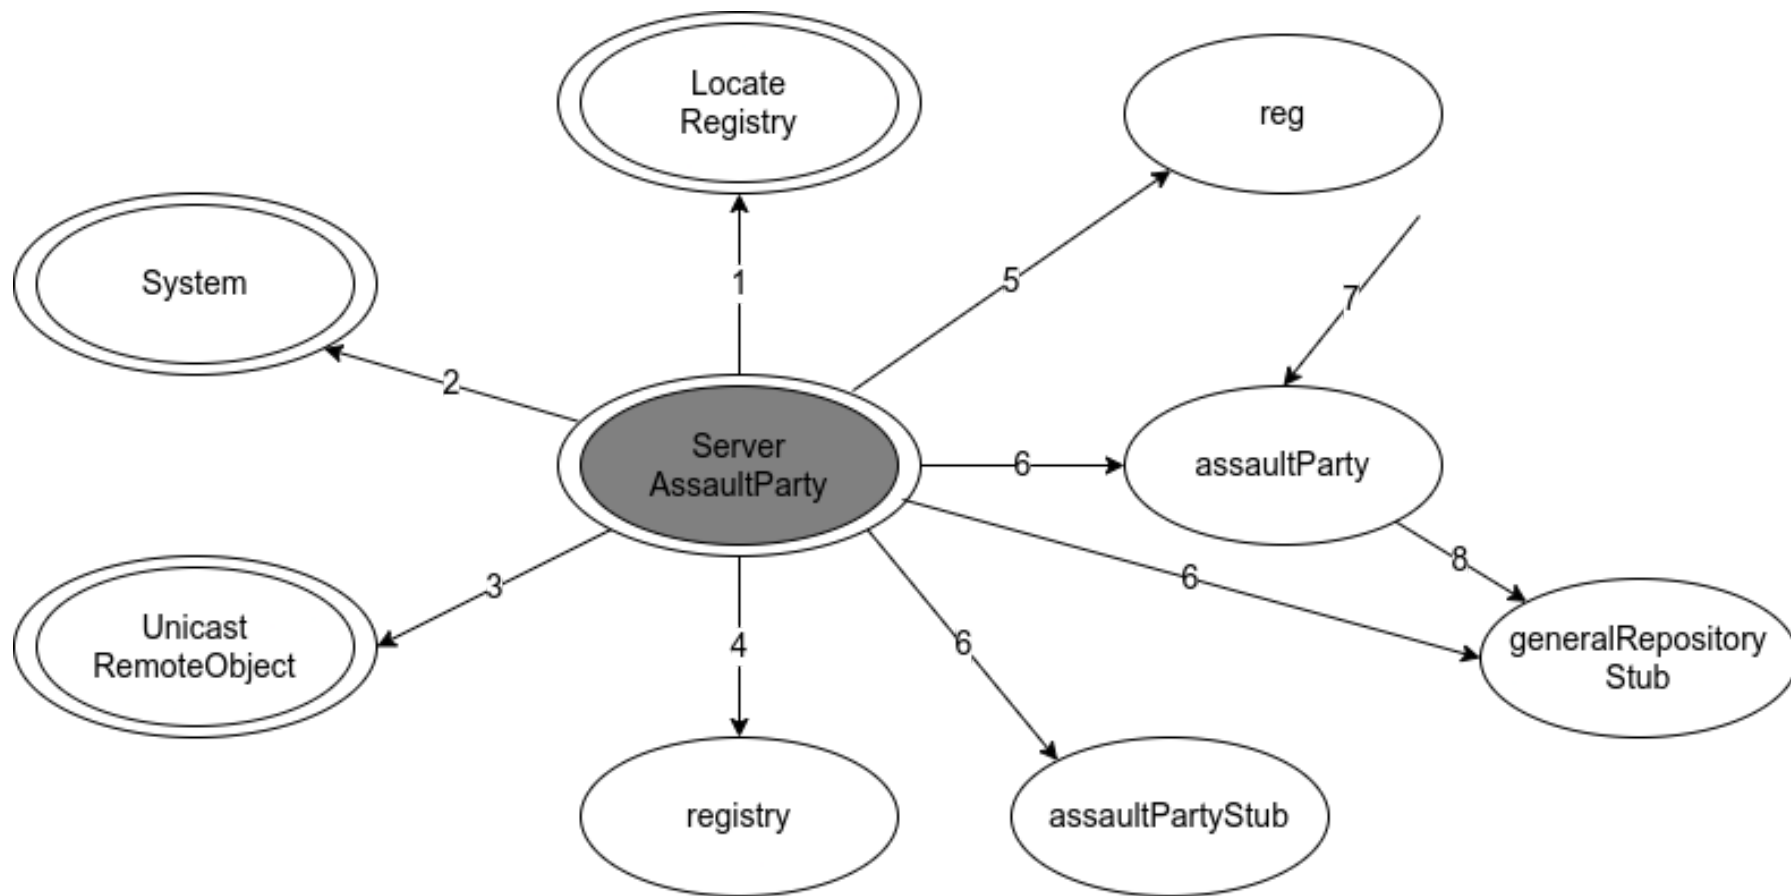 Locate
Registry
reg
System
1
5
7
2
Server
AssaultParty
6
assaultParty
8
6
3
4
6
Unicast
RemoteObject
generalRepository
Stub
registry
assaultPartyStub